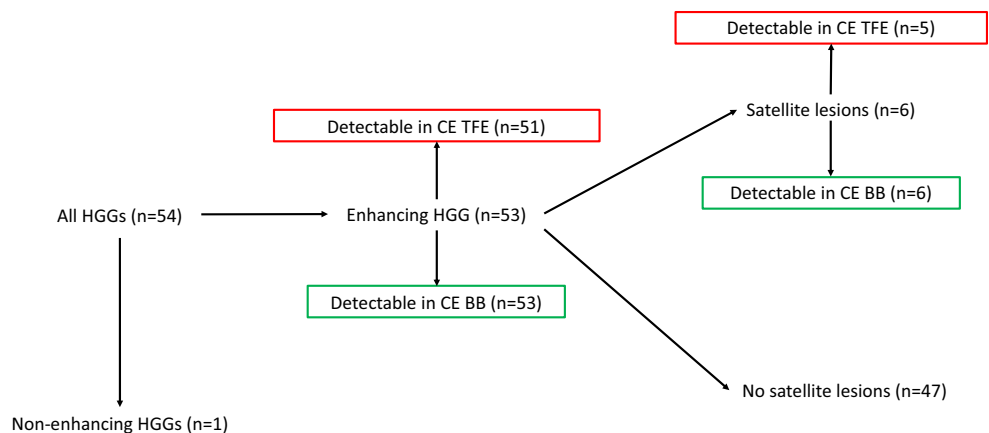 Detectable in CE TFE (n=5)
Detectable in CE TFE (n=51)
Satellite lesions (n=6)
Detectable in CE BB (n=6)
All HGGs (n=54)
Enhancing HGG (n=53)
Detectable in CE BB (n=53)
No satellite lesions (n=47)
Non-enhancing HGGs (n=1)